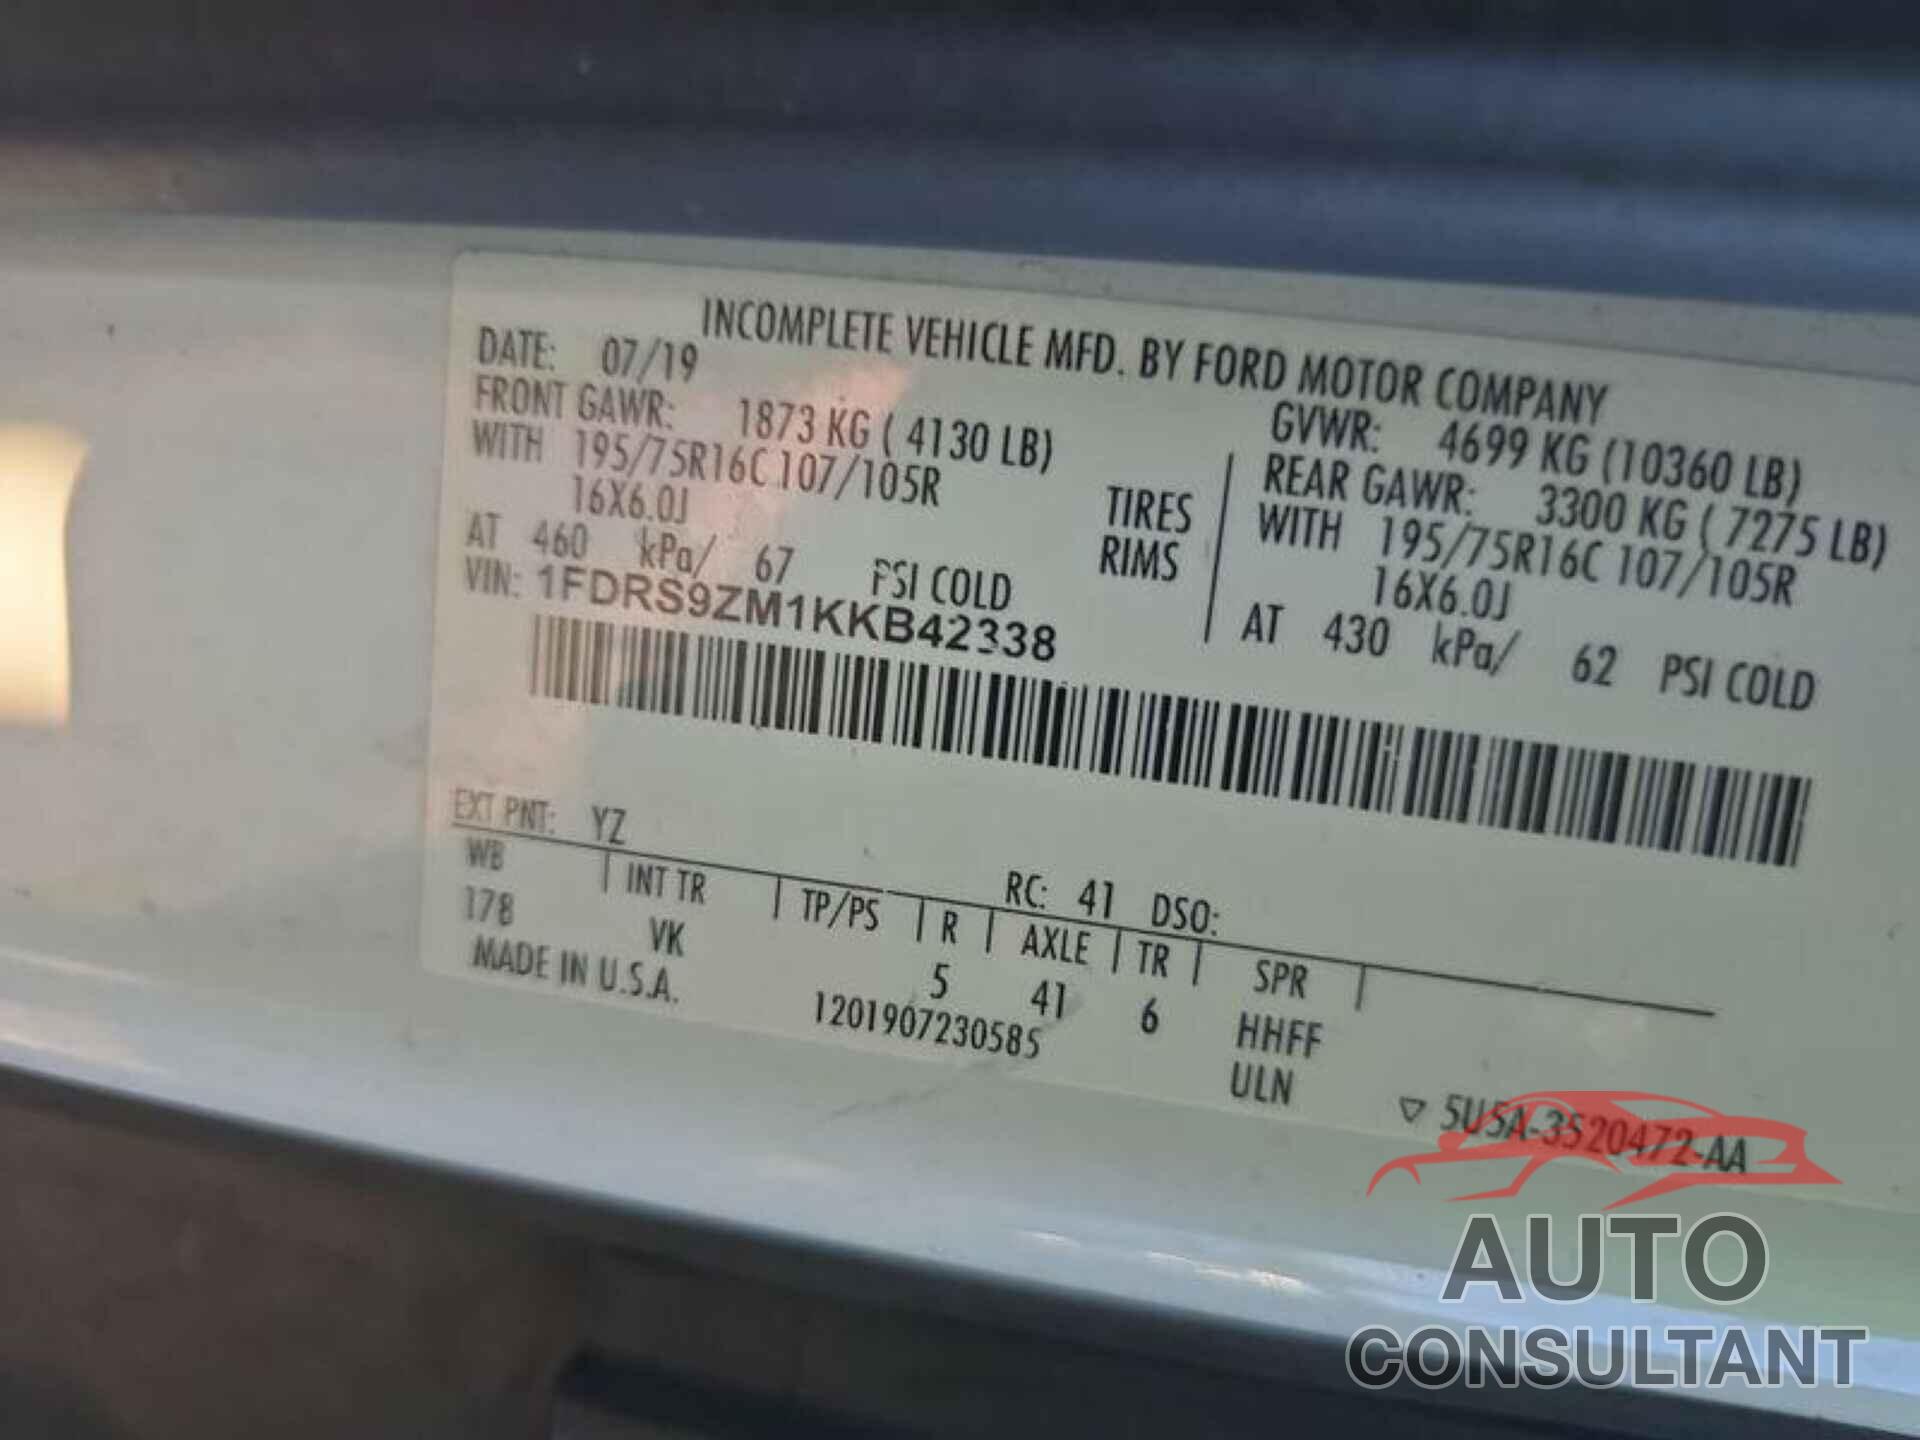 INCOMPLETE VEHICLE MFD. BY FORD MOTOR COMPANY
DATE: 07/19
GVWR: 4699 KG (10360 LB)
FRONT GAWR: 1873 KG ( 4130 LB)
REAR GAWR: 3300 KG ( 7275 LB)
WITH 195/75R16C 107/105R
TIRES
WITH 195/75R16C 107/105R
16X6.0J
RIMS
16X6.0J
AT 460 kPa/ 67 PSI COLD
AT 430 kPa/ 62 PSI COLD
VIN: 1FDRS9ZM1KKB42338
EXT PNT: YZ
RC: 41 DSO:
WB INT TR TP/PS R AXLE TR SPR
178 VK 5 41 6 HHFF
MADE IN U.S.A. 1201907230585 ULN
▽ 5U5A-3520472-AA
AUTO
CONSULTANT